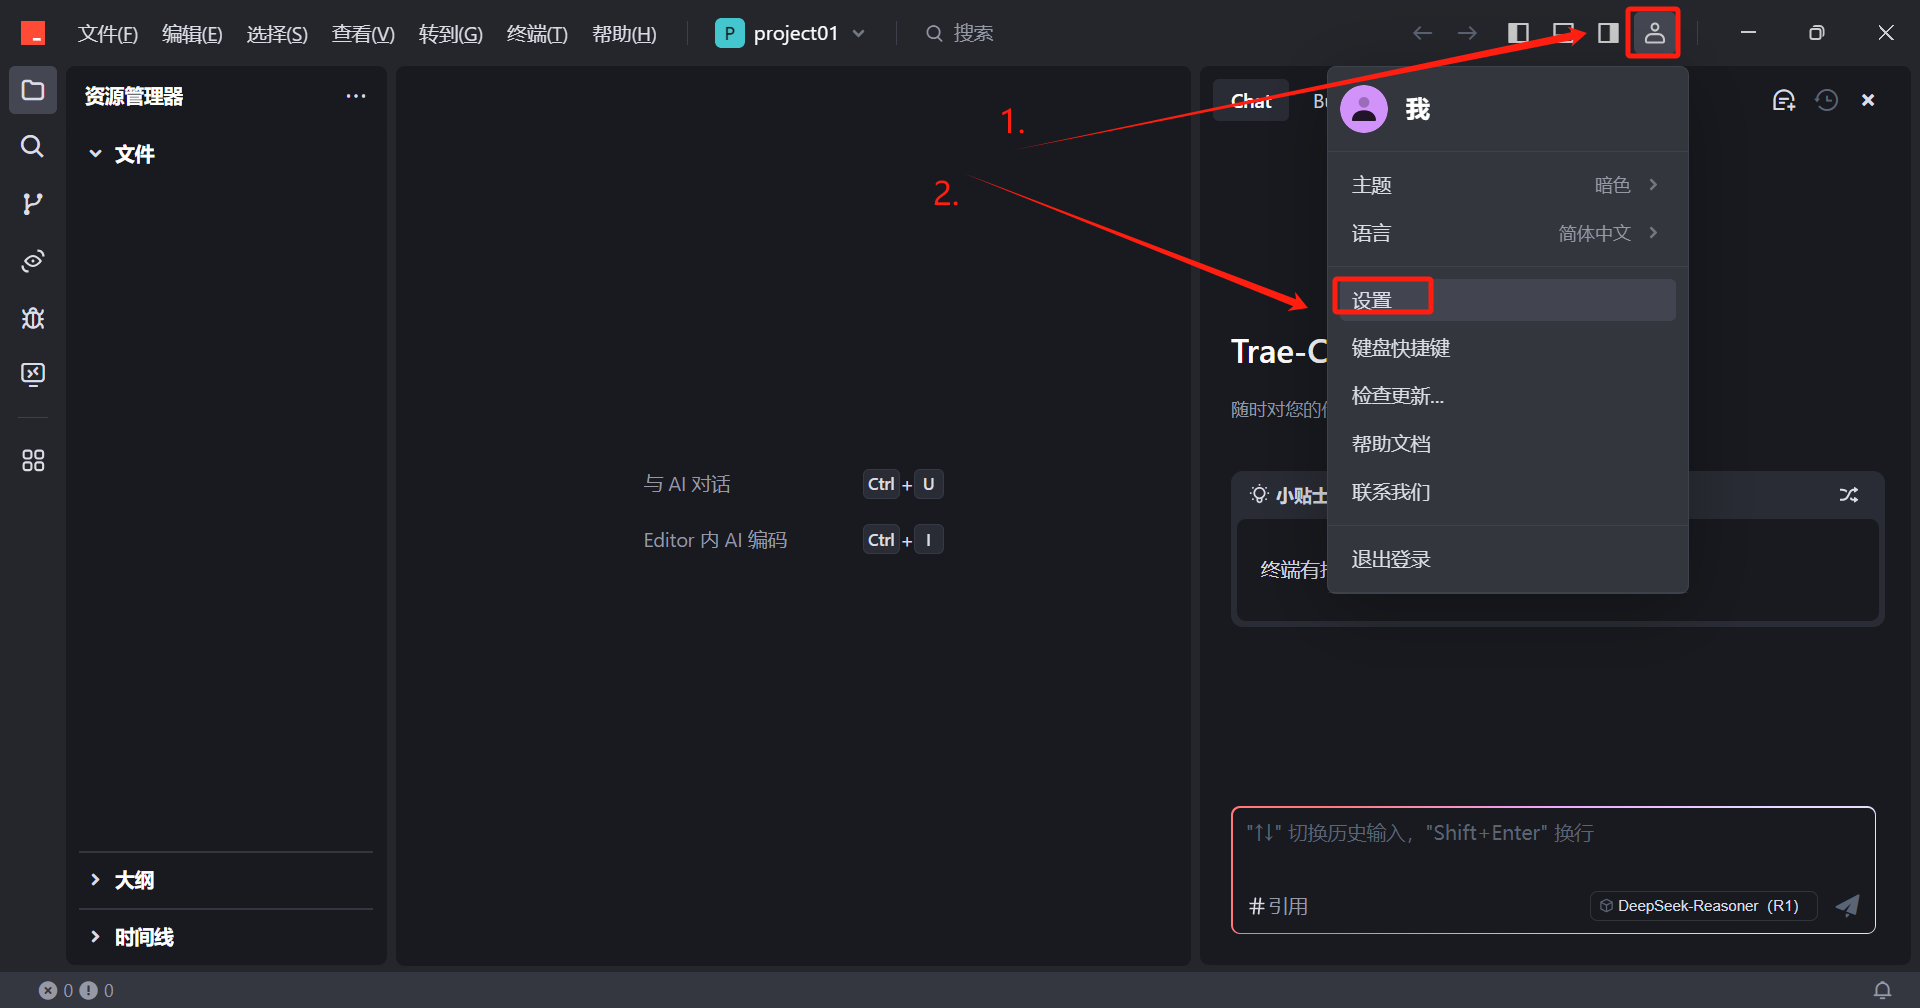 文件(F) 编辑(E) 选择(S) 查看(V) 转到(G) 终端(T) 帮助(H) P project01 搜索
资源管理器 ...
文件
大纲
时间线
0 0
1.
2.
与 AI 对话 Ctrl + U
Editor 内 AI 编码 Ctrl + I
Chat
我
主题 暗色
语言 简体中文
设置
键盘快捷键
检查更新...
帮助文档
联系我们
退出登录
Trae-C
随时对您的
小贴士
终端有
"↑↓" 切换历史输入，"Shift+Enter" 换行
#引用 DeepSeek-Reasoner (R1)